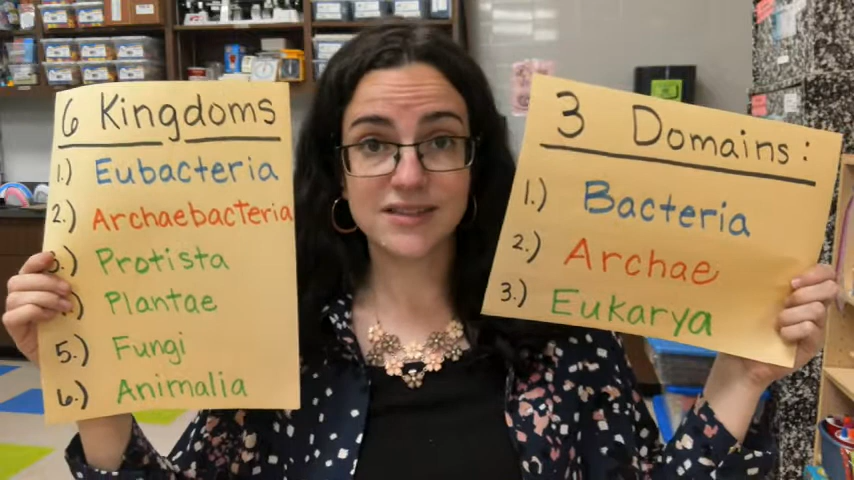 6 Kingdoms
1.) Eubacteria
2.) Archaebacteria
3.) Protista
) Plantae
5.) Fungi
6.) Animalia
3 Domains:
1.) Bacteria
2.) Archae
3.) Eukarya